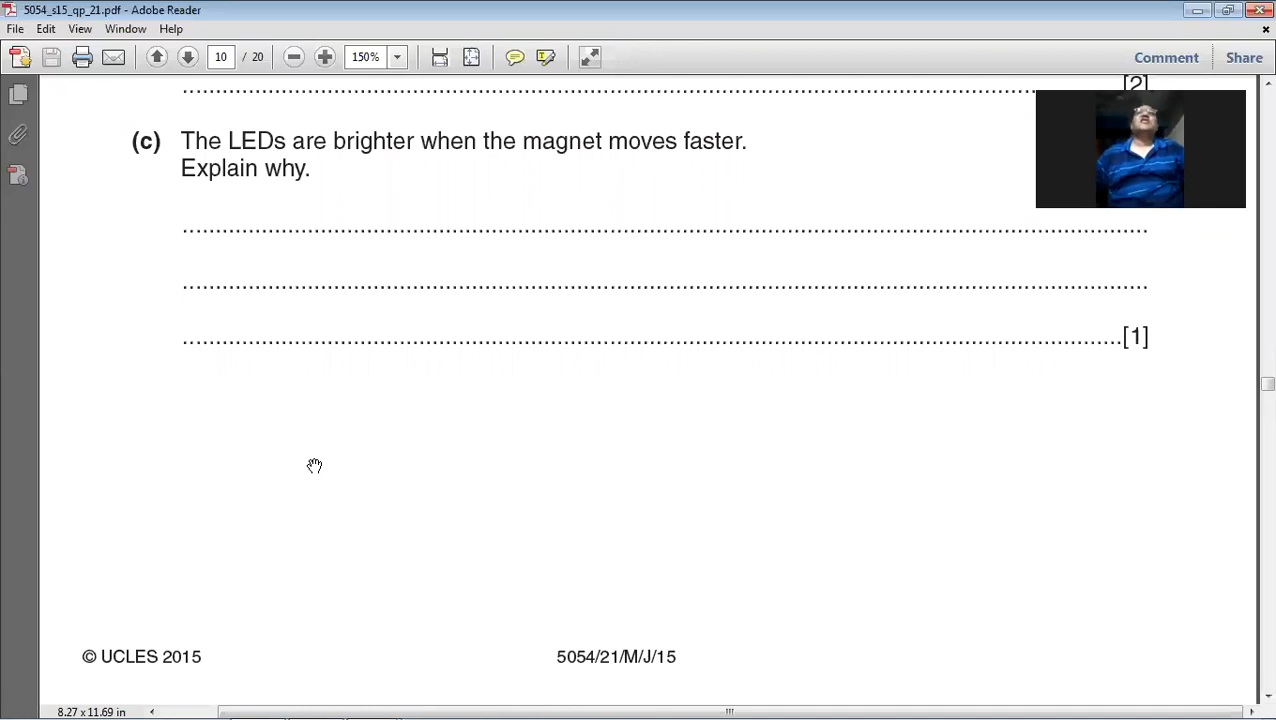 5054_s15_qp_21.pdf - Adobe Reader
File Edit View Window Help
10 / 20 150% Comment Share
[2]
(c) The LEDs are brighter when the magnet moves faster.
Explain why.
[1]
© UCLES 2015 5054/21/M/J/15
8.27 x 11.69 in